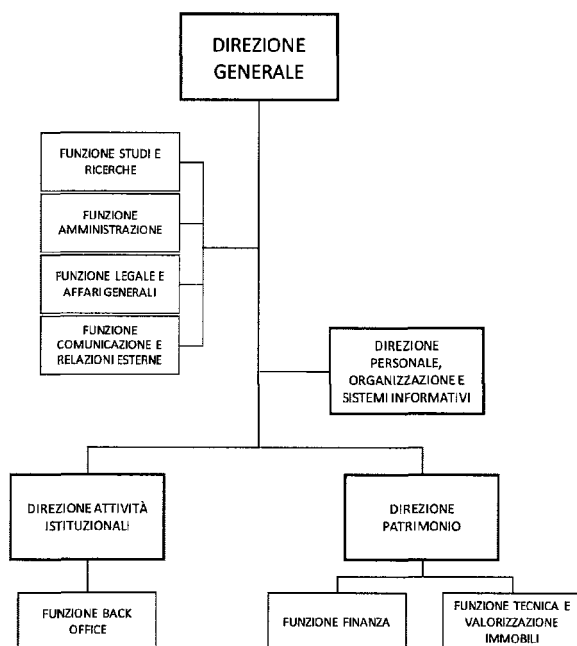 DIREZIONE
GENERALE
FUNZIONE STUDI E
RICERCHE
FUNZIONE
AMMINISTRAZIONE
FUNZIONE LEGALE E
AFFARI GENERALI
FUNZIONE
COMUNICAZIONE E
RELAZIONI ESTERNE
DIREZIONE
PERSONALE,
ORGANIZZAZIONE E
SISTEMI INFORMATIVI
DIREZIONE ATTIVITÀ
ISTITUZIONALI
DIREZIONE
PATRIMONIO
FUNZIONE BACK
OFFICE
FUNZIONE FINANZA
FUNZIONE TECNICA E
VALORIZZAZIONE
IMMOBILI